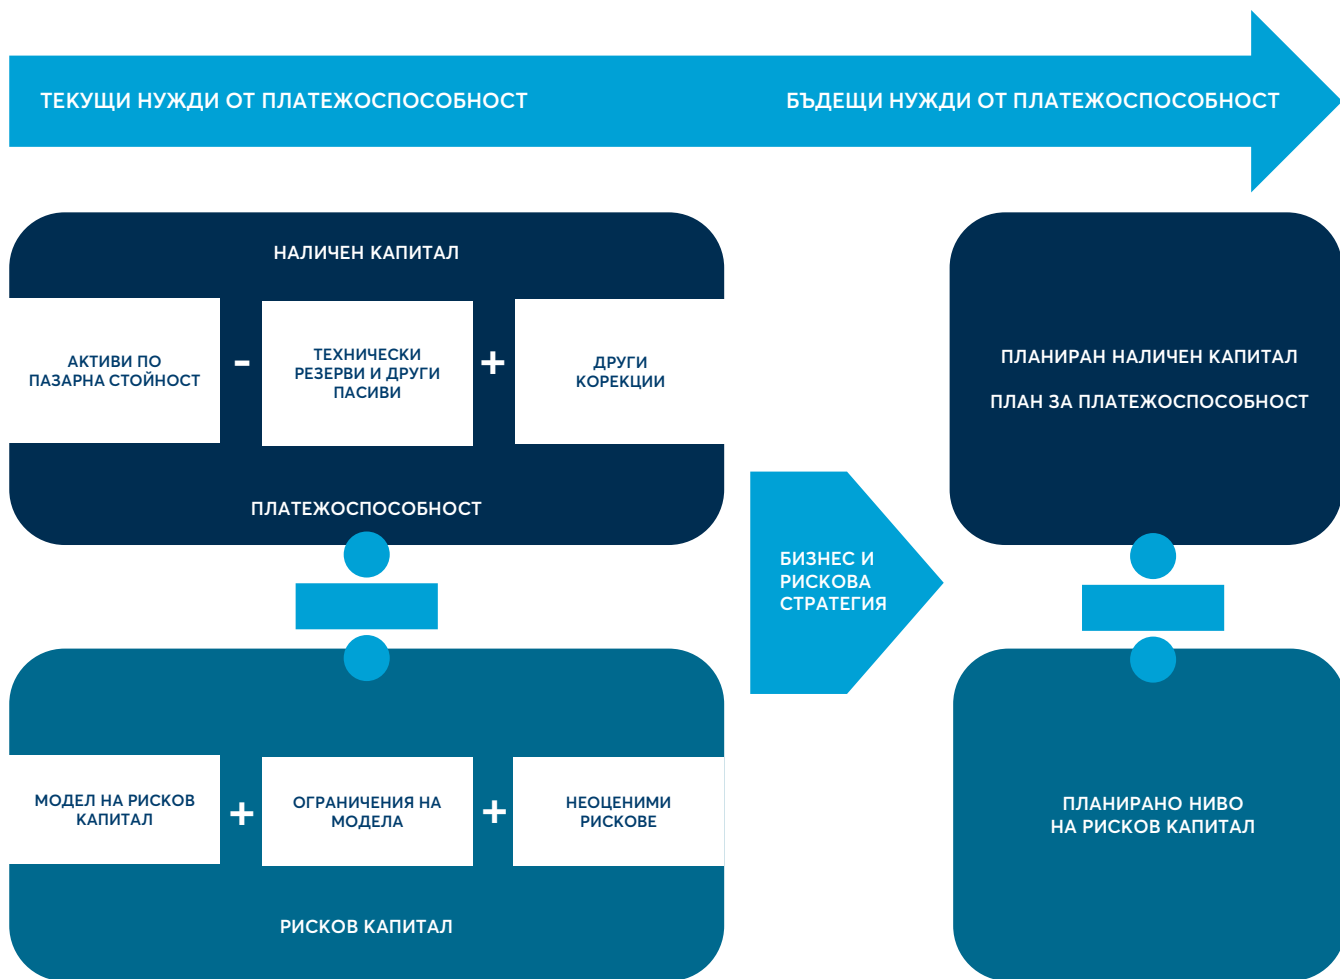 ТЕКУЩИ НУЖДИ ОТ ПЛАТЕЖОСПОСОБНОСТ
БЪДЕЩИ НУЖДИ ОТ ПЛАТЕЖОСПОСОБНОСТ
НАЛИЧЕН КАПИТАЛ
АКТИВИ ПО
ПАЗАРНА СТОЙНОСТ
-
ТЕХНИЧЕСКИ
РЕЗЕРВИ И ДРУГИ
ПАСИВИ
+
ДРУГИ
КОРЕКЦИИ
ПЛАТЕЖОСПОСОБНОСТ
МОДЕЛ НА РИСКОВ
КАПИТАЛ
+
ОГРАНИЧЕНИЯ НА
МОДЕЛА
+
НЕОЦЕНИМИ
РИСКОВЕ
РИСКОВ КАПИТАЛ
БИЗНЕС И
РИСКОВА
СТРАТЕГИЯ
ПЛАНИРАН НАЛИЧЕН КАПИТАЛ
ПЛАН ЗА ПЛАТЕЖОСПОСОБНОСТ
ПЛАНИРАНО НИВО
НА РИСКОВ КАПИТАЛ